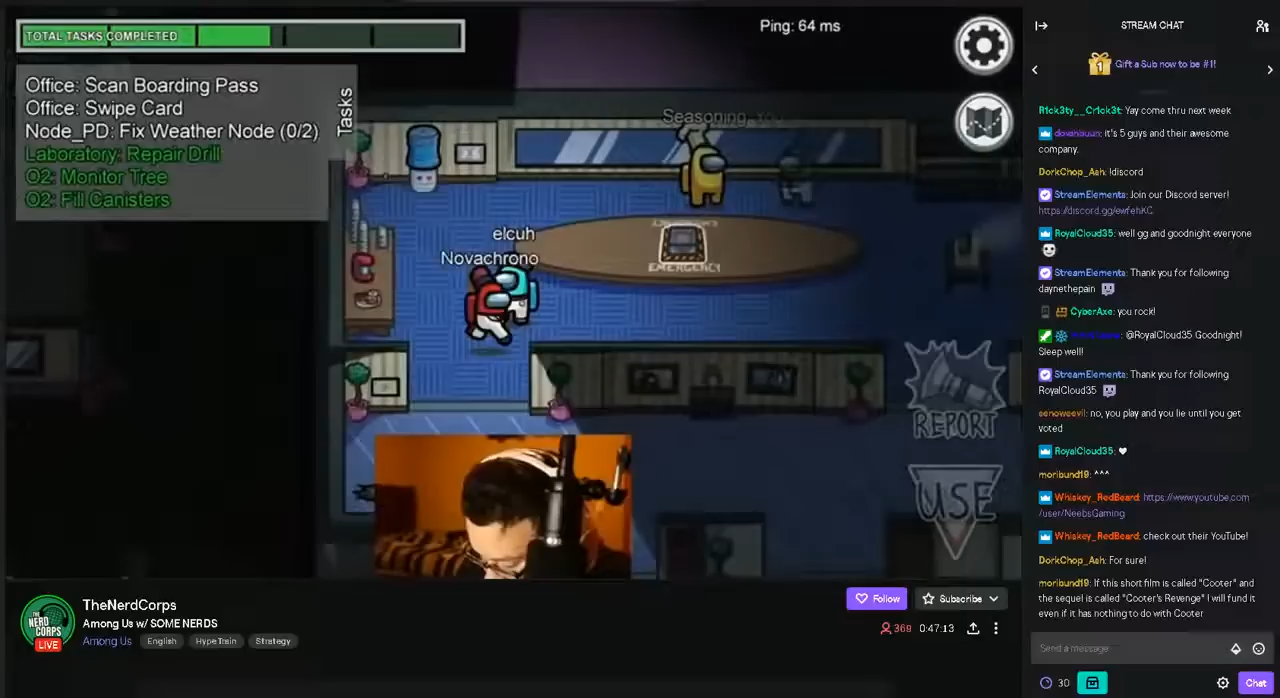 TOTAL TASKS COMPLETED
Ping: 64 ms
Office: Scan Boarding Pass
Office: Swipe Card
Node_PD: Fix Weather Node (0/2)
Laboratory: Repair Drill
O2: Monitor Tree
O2: Fill Canisters
Tasks
elcuh
Novachrono
EMERGENCY
REPORT
USE
THE
NERD
CORPS
LIVE
TheNerdCorps
Among Us w/ SOME NERDS
Among Us English Hype Train Strategy
Follow
Subscribe
369 0:47:13
STREAM CHAT
1 Gift a Sub now to be #1!
R1ck3ty__Cr1ck3t: Yay come thru next week
it's 5 guys and their awesome
company.
DorkChop_Ash: !discord
StreamElements: Join our Discord server!
RoyalCloud35: well gg and goodnight everyone
StreamElements: Thank you for following
daynethepain
CyberAxe: you rock!
@RoyalCloud35 Goodnight!
Sleep well!
StreamElements: Thank you for following
RoyalCloud35
no, you play and you lie until you get
voted
RoyalCloud35:
moribund19: ^^^
Whiskey_RedBeard: https://www.youtube.com
/user/NeebsGaming
Whiskey_RedBeard: check out their YouTube!
DorkChop_Ash: For sure!
moribund19: If this short film is called "Cooter" and
the sequel is called "Cooter's Revenge" I will fund it
even if it has nothing to do with Cooter
Send a message
30
Chat